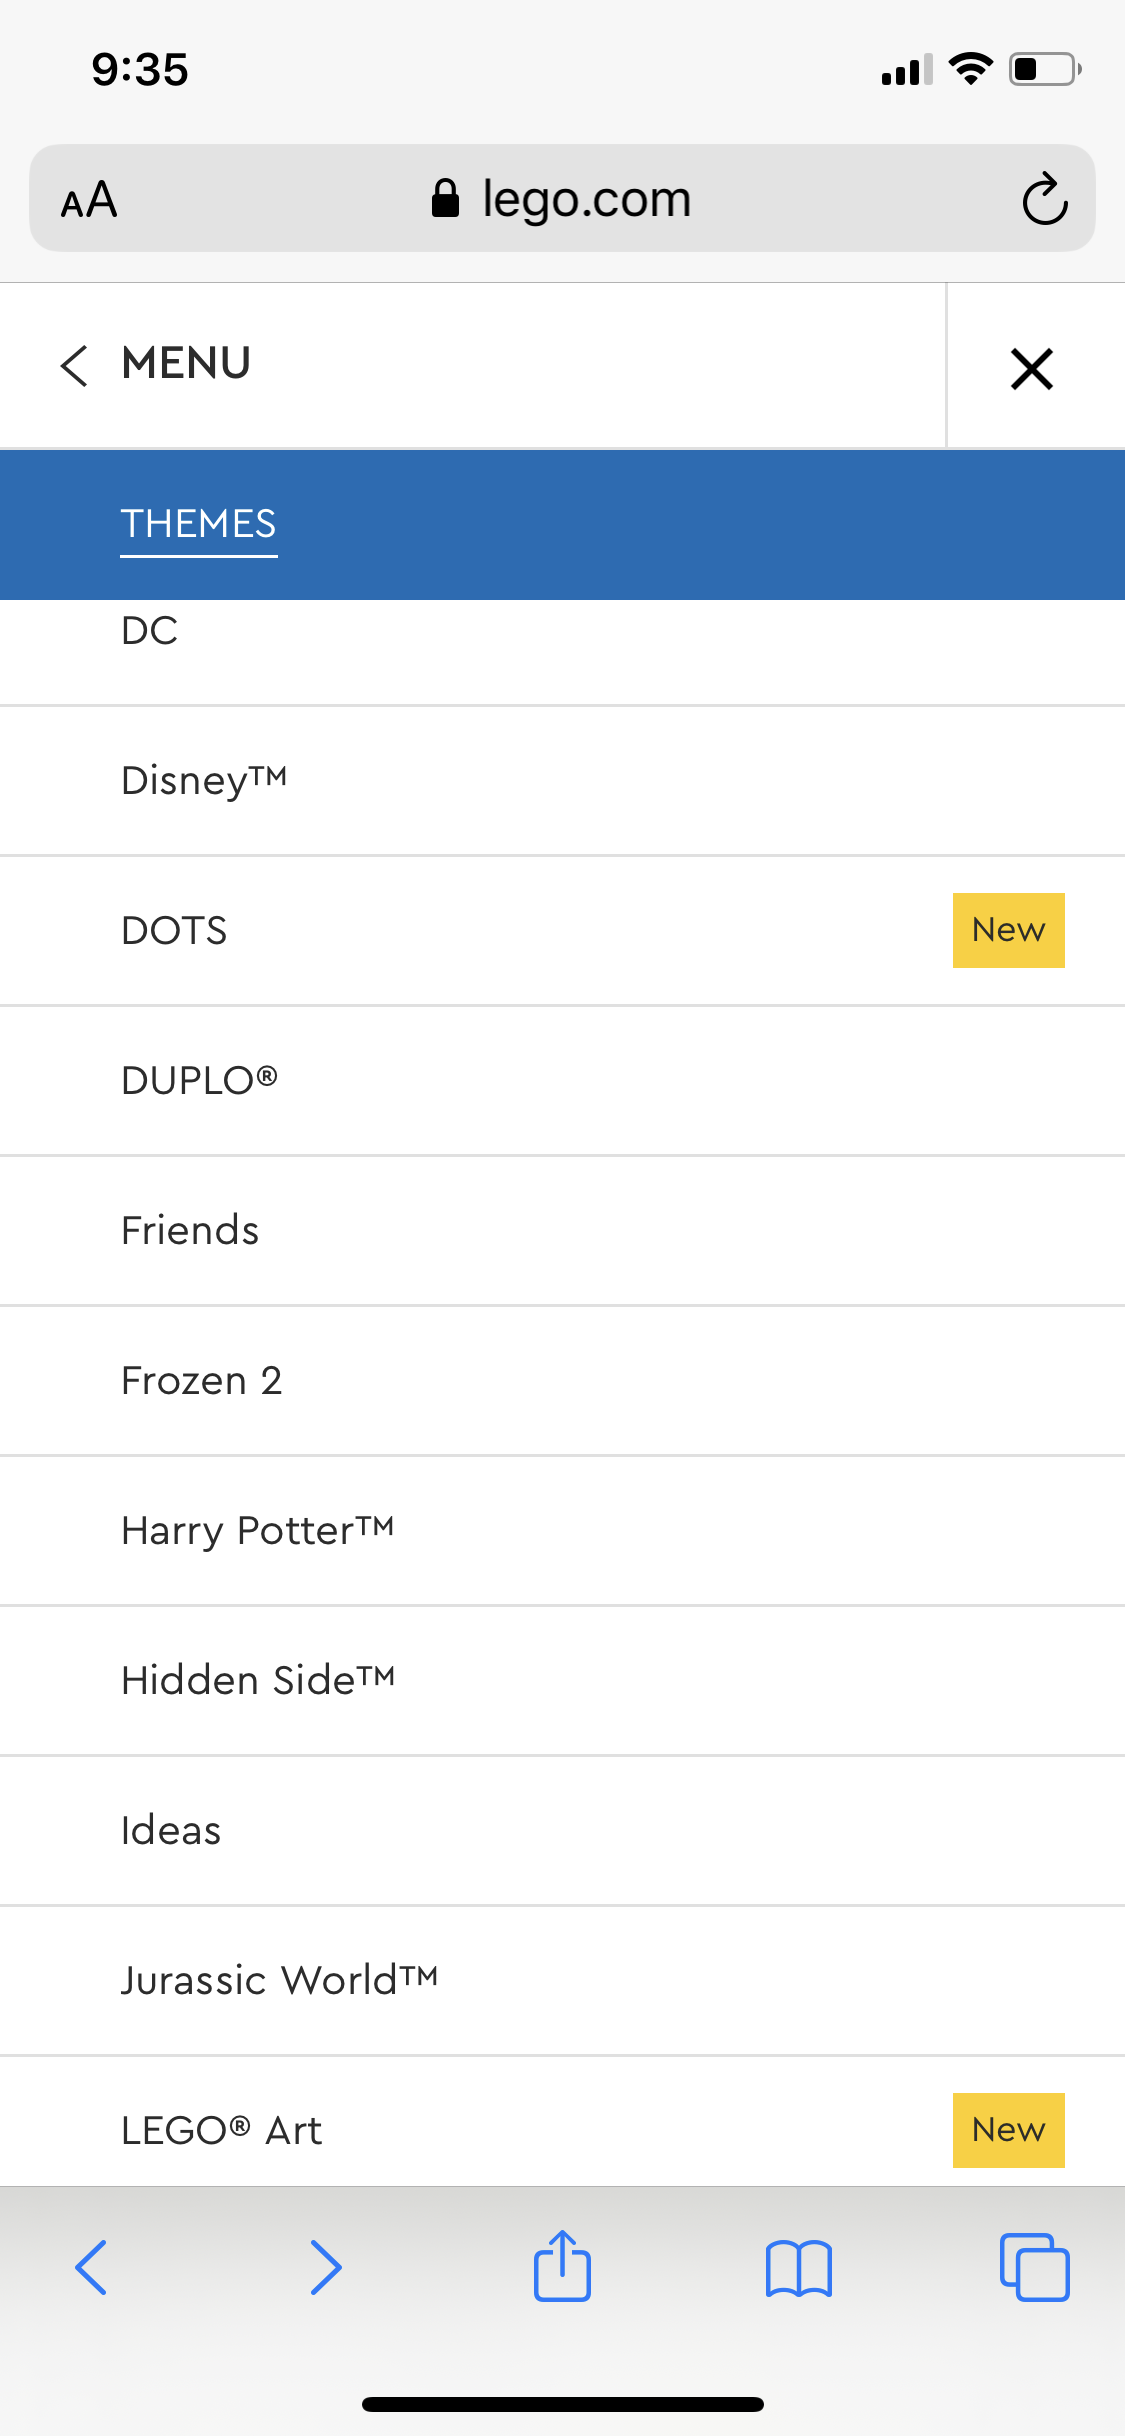 9:35
AA lego.com
MENU
THEMES
DC
Disney™
DOTS New
DUPLO®
Friends
Frozen 2
Harry Potter™
Hidden Side™
Ideas
Jurassic World™
LEGO® Art New